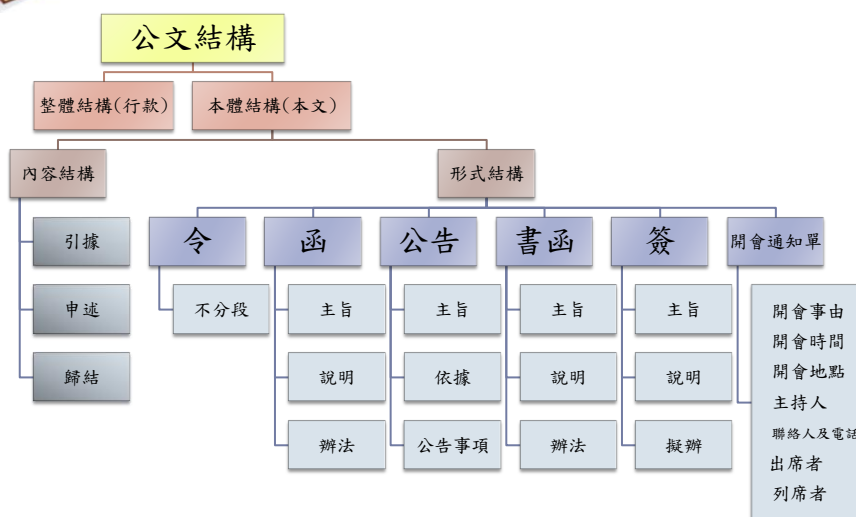 公文結構
整體結構(行款)
本體結構(本文)
內容結構
形式結構
引據
申述
歸結
令
函
公告
書函
簽
開會通知單
不分段
主旨
主旨
主旨
主旨
說明
依據
說明
說明
辦法
公告事項
辦法
擬辦
開會事由
開會時間
開會地點
主持人
聯絡人及電話
出席者
列席者